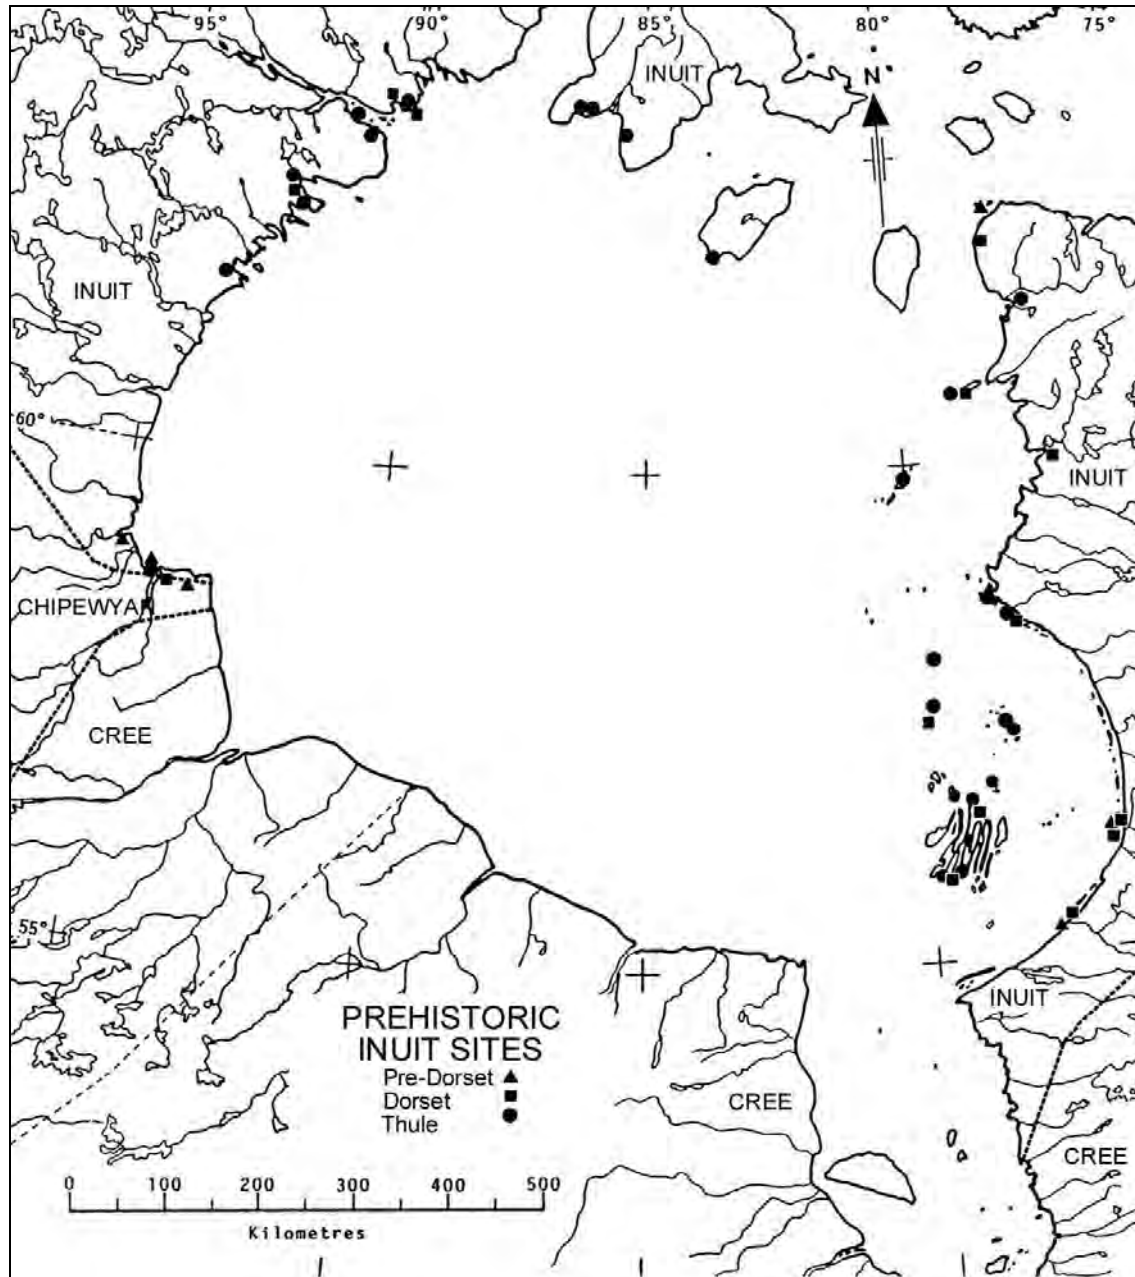 95°
90°
85°
80°
75°
INUIT
N
INUIT
60°
INUIT
CHIPEWYAN
CREE
55°
INUIT
PREHISTORIC
INUIT SITES
Pre-Dorset
Dorset
Thule
CREE
CREE
0 100 200 300 400 500
Kilometres